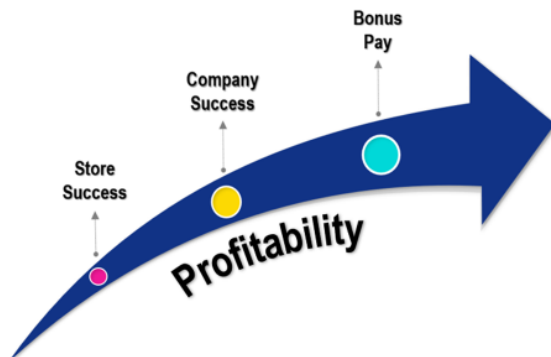 Store
Success
Company
Success
Bonus
Pay
Profitability